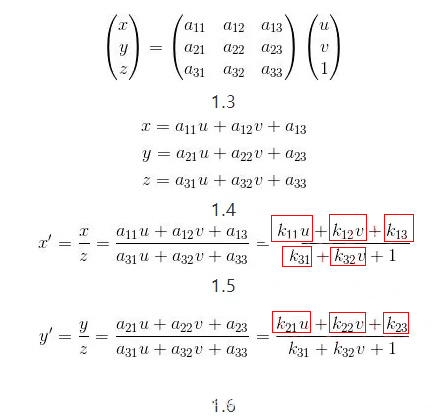 (x y z) = (a11 a12 a13 a21 a22 a23 a31 a32 a33) (u v 1)
1.3
x = a11u + a12v + a13
y = a21u + a22v + a23
z = a31u + a32v + a33
1.4
x′ = x/z = (a11u + a12v + a13)/(a31u + a32v + a33) = (k11u + k12v + k13)/(k31 + k32v + 1)
1.5
y′ = y/z = (a21u + a22v + a23)/(a31u + a32v + a33) = (k21u + k22v + k23)/(k31 + k32v + 1)
1.6